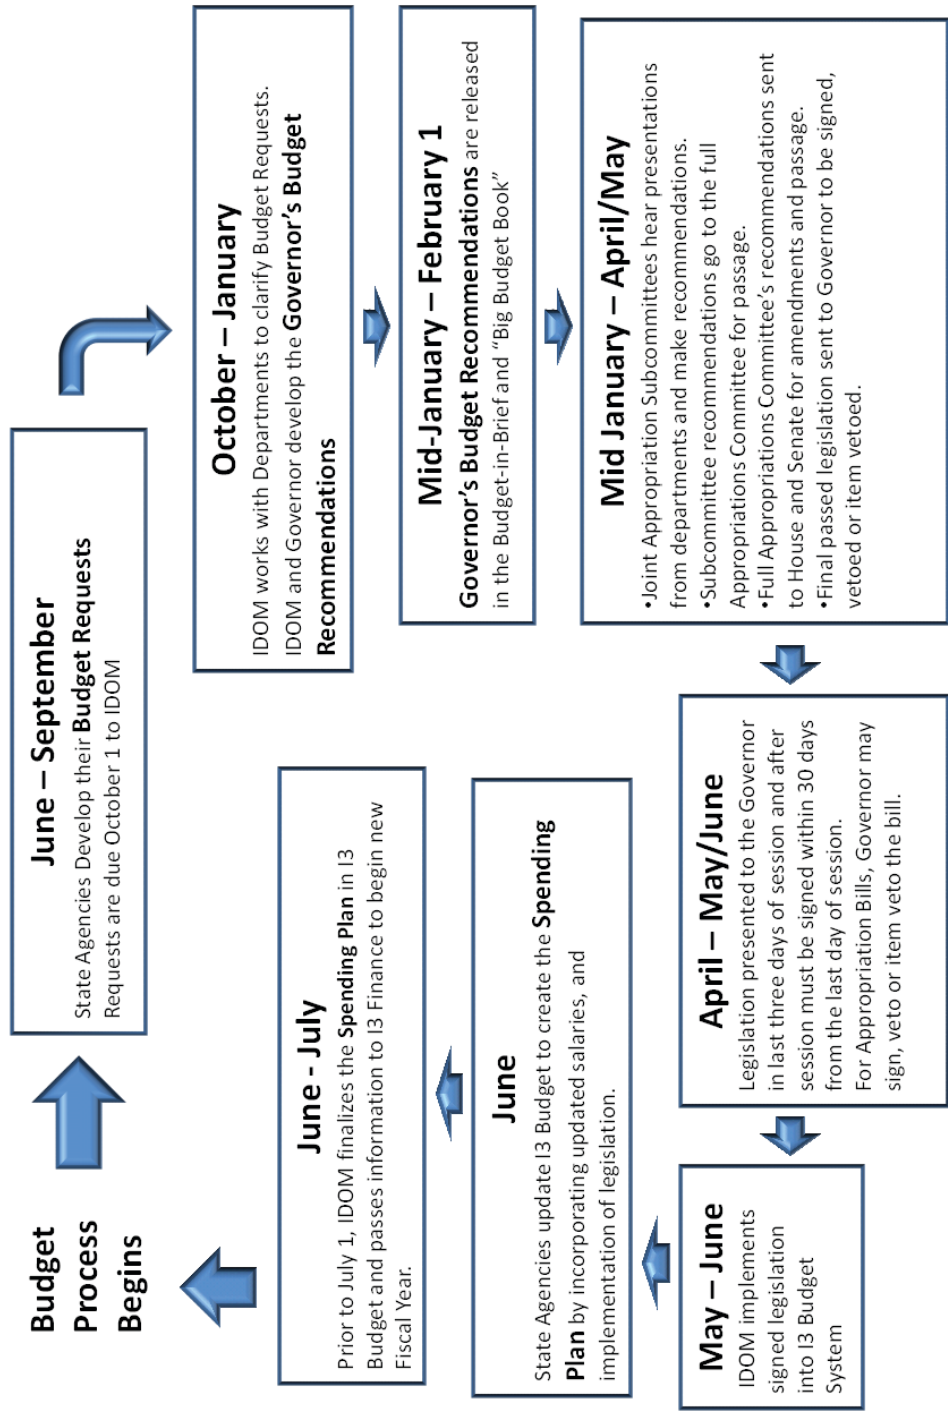 Budget
Process
Begins
June – September
State Agencies Develop their Budget Requests
Requests are due October 1 to IDOM
October – January
IDOM works with Departments to clarify Budget Requests.
IDOM and Governor develop the Governor's Budget
Recommendations
Mid-January – February 1
Governor's Budget Recommendations are released
in the Budget-in-Brief and “Big Budget Book”
Mid January – April/May
•Joint Appropriation Subcommittees hear presentations
from departments and make recommendations.
•Subcommittee recommendations go to the full
Appropriations Committee for passage.
•Full Appropriations Committee's recommendations sent
to House and Senate for amendments and passage.
•Final passed legislation sent to Governor to be signed,
vetoed or item vetoed.
April – May/June
Legislation presented to the Governor
in last three days of session and after
session must be signed within 30 days
from the last day of session.
For Appropriation Bills, Governor may
sign, veto or item veto the bill.
May – June
IDOM implements
signed legislation
into I3 Budget
System
June
State Agencies update I3 Budget to create the Spending
Plan by incorporating updated salaries, and
implementation of legislation.
June - July
Prior to July 1, IDOM finalizes the Spending Plan in I3
Budget and passes information to I3 Finance to begin new
Fiscal Year.